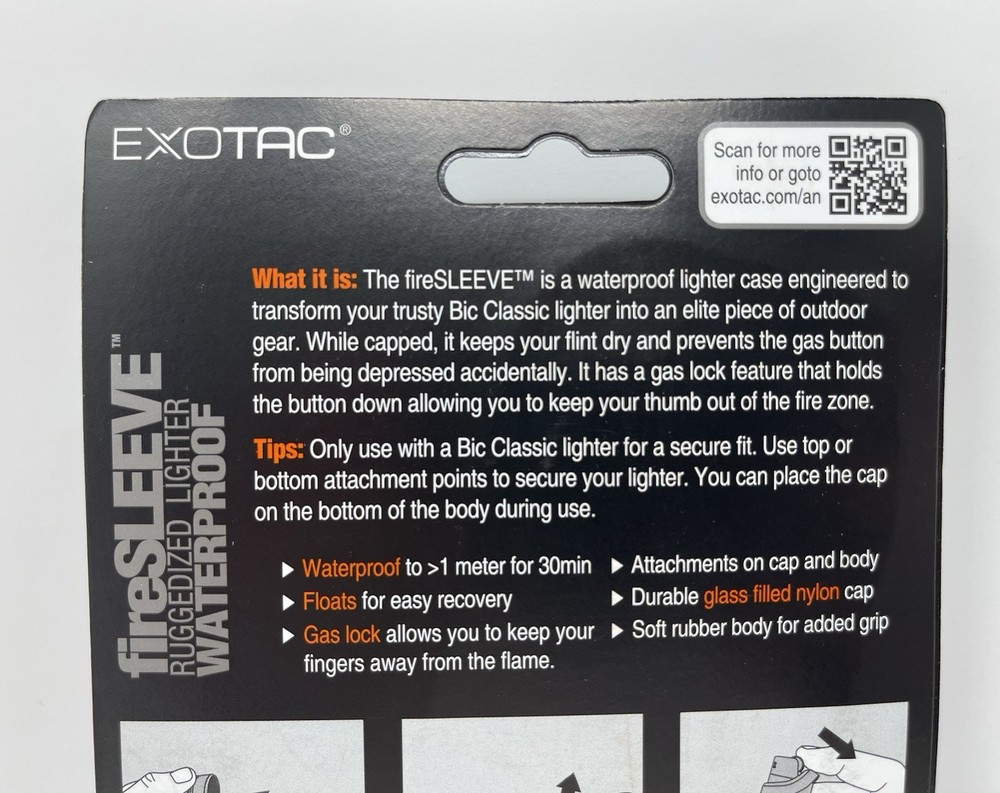 EXOTAC®
Scan for more
info or goto
exotac.com/an
What it is: The fireSLEEVE™ is a waterproof lighter case engineered to
transform your trusty Bic Classic lighter into an elite piece of outdoor
gear. While capped, it keeps your flint dry and prevents the gas button
from being depressed accidentally. It has a gas lock feature that holds
the button down allowing you to keep your thumb out of the fire zone.
Tips: Only use with a Bic Classic lighter for a secure fit. Use top or
bottom attachment points to secure your lighter. You can place the cap
on the bottom of the body during use.
▶ Waterproof to >1 meter for 30min
▶ Floats for easy recovery
▶ Gas lock allows you to keep your
fingers away from the flame.
▶ Attachments on cap and body
▶ Durable glass filled nylon cap
▶ Soft rubber body for added grip
fireSLEEVE™
RUGGEDIZED LIGHTER
WATERPROOF